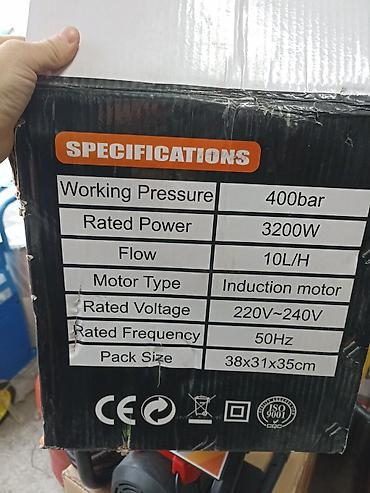 SPECIFICATIONS
Working Pressure 400bar
Rated Power 3200W
Flow 10L/H
Motor Type Induction motor
Rated Voltage 220V~240V
Rated Frequency 50Hz
Pack Size 38x31x35cm
CE ISO 9001